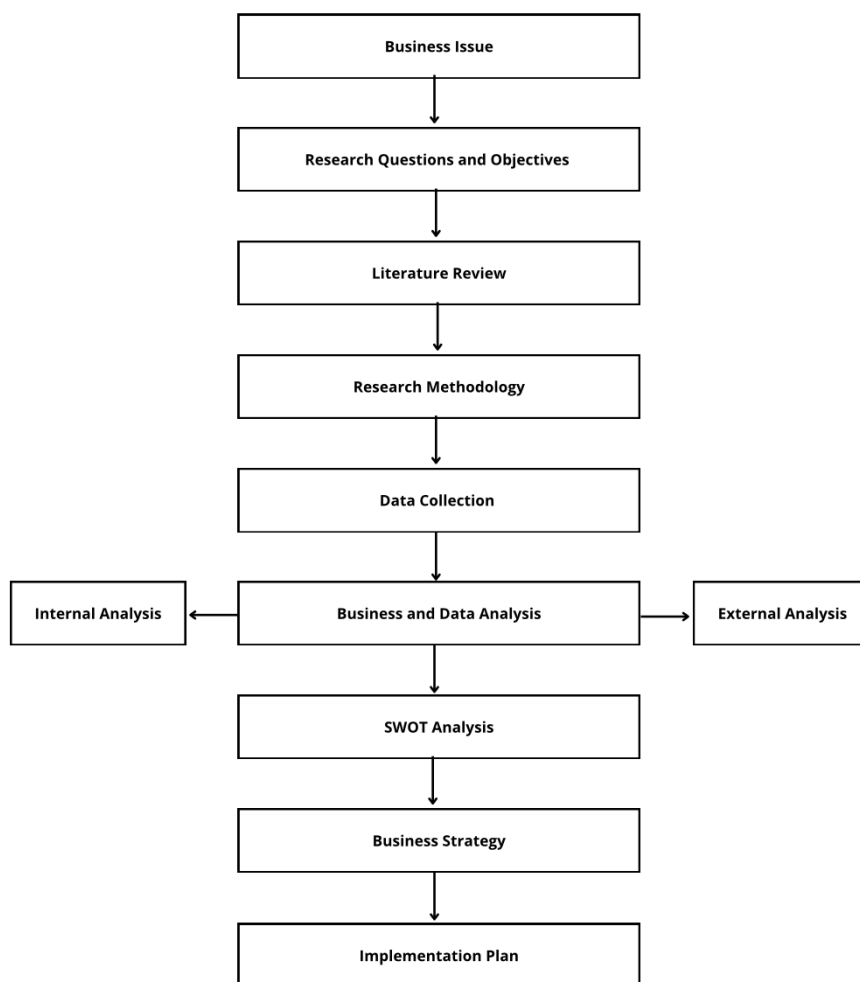 Business Issue
Research Questions and Objectives
Literature Review
Research Methodology
Data Collection
Internal Analysis
Business and Data Analysis
External Analysis
SWOT Analysis
Business Strategy
Implementation Plan